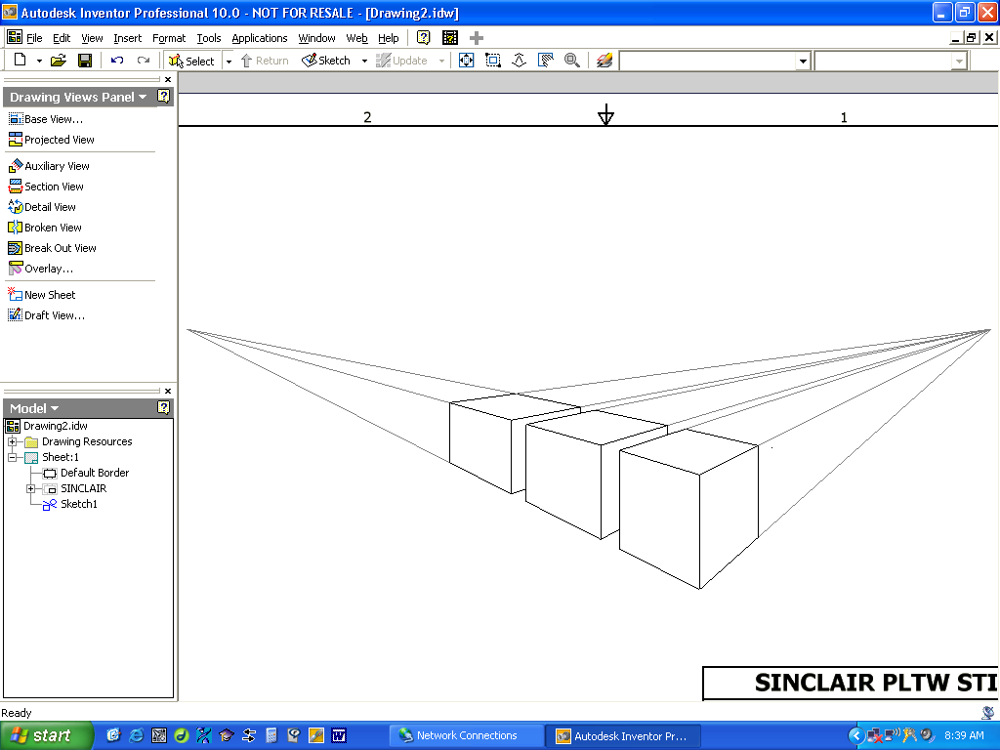 Autodesk Inventor Professional 10.0 - NOT FOR RESALE - [Drawing2.idw]
File Edit View Insert Format Tools Applications Window Web Help
Select Return Sketch Update
Drawing Views Panel
Base View...
Projected View
Auxiliary View
Section View
Detail View
Broken View
Break Out View
Overlay...
New Sheet
Draft View...
Model
Drawing2.idw
Drawing Resources
Sheet:1
Default Border
SINCLAIR
Sketch1
2 1
SINCLAIR PLTW STI
Ready
start Network Connections Autodesk Inventor Pr... 8:39 AM